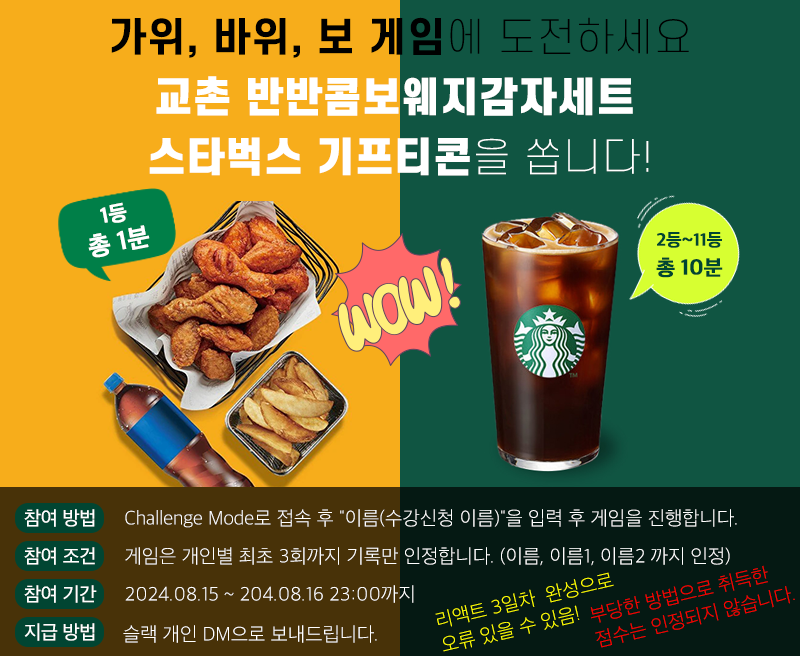 가위, 바위, 보 게임에 도전하세요
교촌 반반콤보웨지감자세트
스타벅스 기프티콘을 쏩니다!
1등
총 1분
WOW!
2등~11등
총 10분
TM
참여 방법 Challenge Mode로 접속 후 "이름(수강신청 이름)"을 입력 후 게임을 진행합니다.
참여 조건 게임은 개인별 최초 3회까지 기록만 인정합니다. (이름, 이름1, 이름2 까지 인정)
참여 기간 2024.08.15 ~ 204.08.16 23:00까지
지급 방법 슬랙 개인 DM으로 보내드립니다.
리액트 3일차 완성으로
오류 있을 수 있음!
부당한 방법으로 취득한
점수는 인정되지 않습니다.